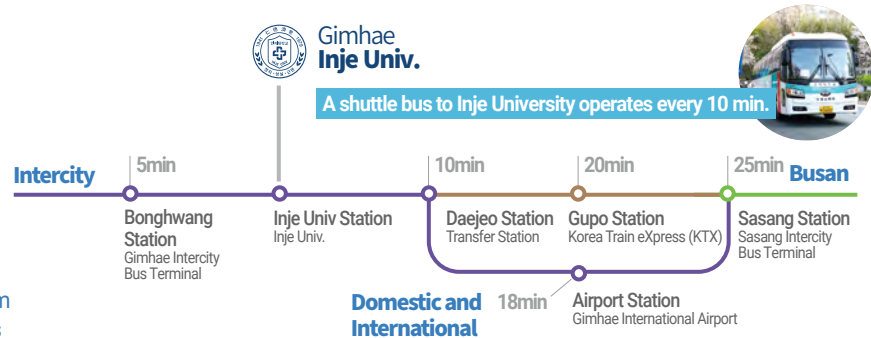 Gimhae
Inje Univ.
A shuttle bus to Inje University operates every 10 min.
Intercity
5min
10min
20min
25min
Busan
Bonghwang
Station
Gimhae Intercity
Bus Terminal
Inje Univ Station
Inje Univ.
Daejeo Station
Transfer Station
Gupo Station
Korea Train eXpress (KTX)
Sasang Station
Sasang Intercity
Bus Terminal
Domestic and
International
18min
Airport Station
Gimhae International Airport